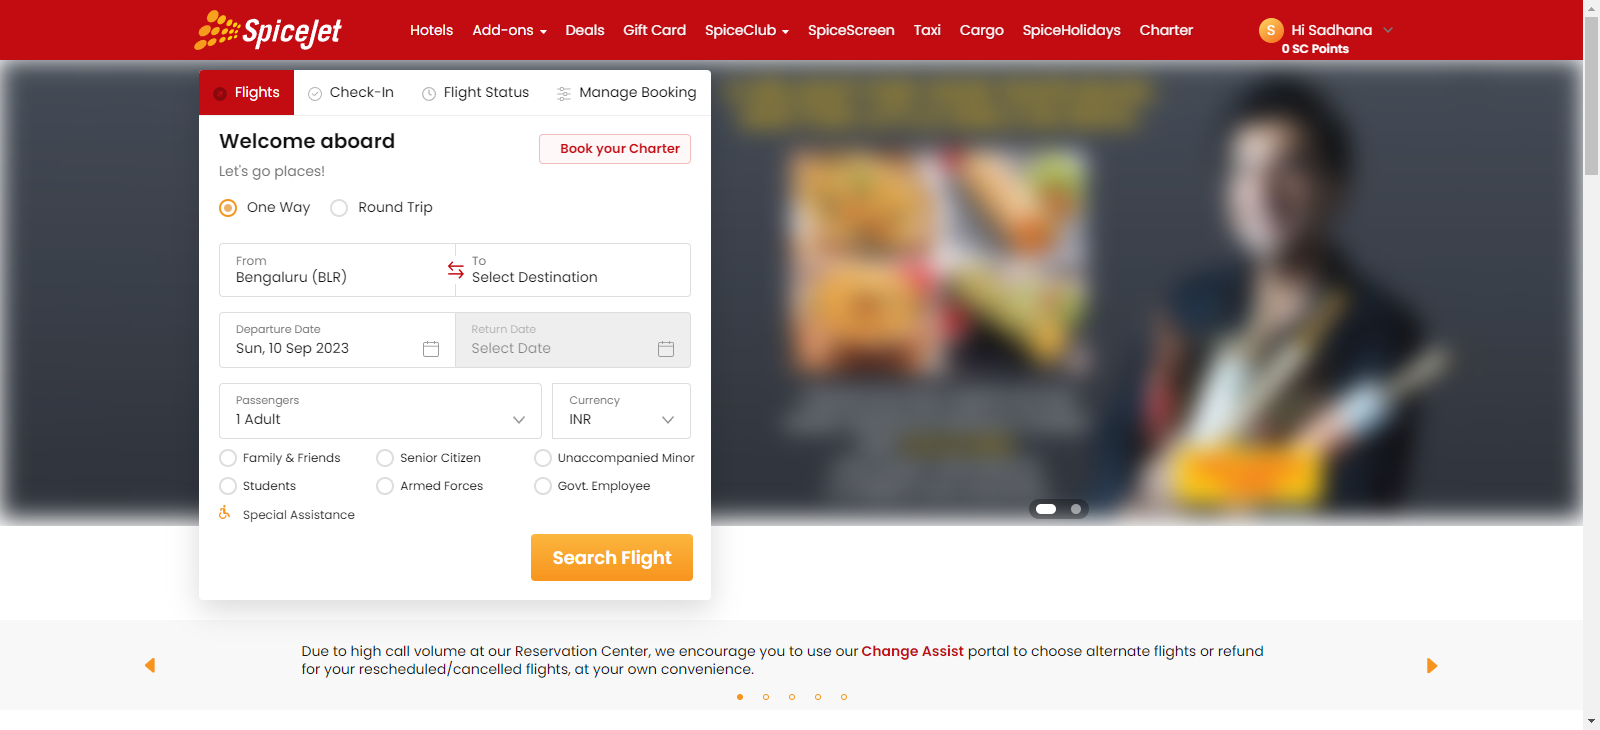 SpiceJet
Hotels Add-ons Deals Gift Card SpiceClub SpiceScreen Taxi Cargo SpiceHolidays Charter
S Hi Sadhana
0 SC Points
Flights Check-In Flight Status Manage Booking
Welcome aboard
Book your Charter
Let's go places!
One Way Round Trip
From To
Bengaluru (BLR) Select Destination
Departure Date Return Date
Sun, 10 Sep 2023 Select Date
Passengers Currency
1 Adult INR
Family & Friends Senior Citizen Unaccompanied Minor
Students Armed Forces Govt. Employee
Special Assistance
Search Flight
Due to high call volume at our Reservation Center, we encourage you to use our Change Assist portal to choose alternate flights or refund
for your rescheduled/cancelled flights, at your own convenience.